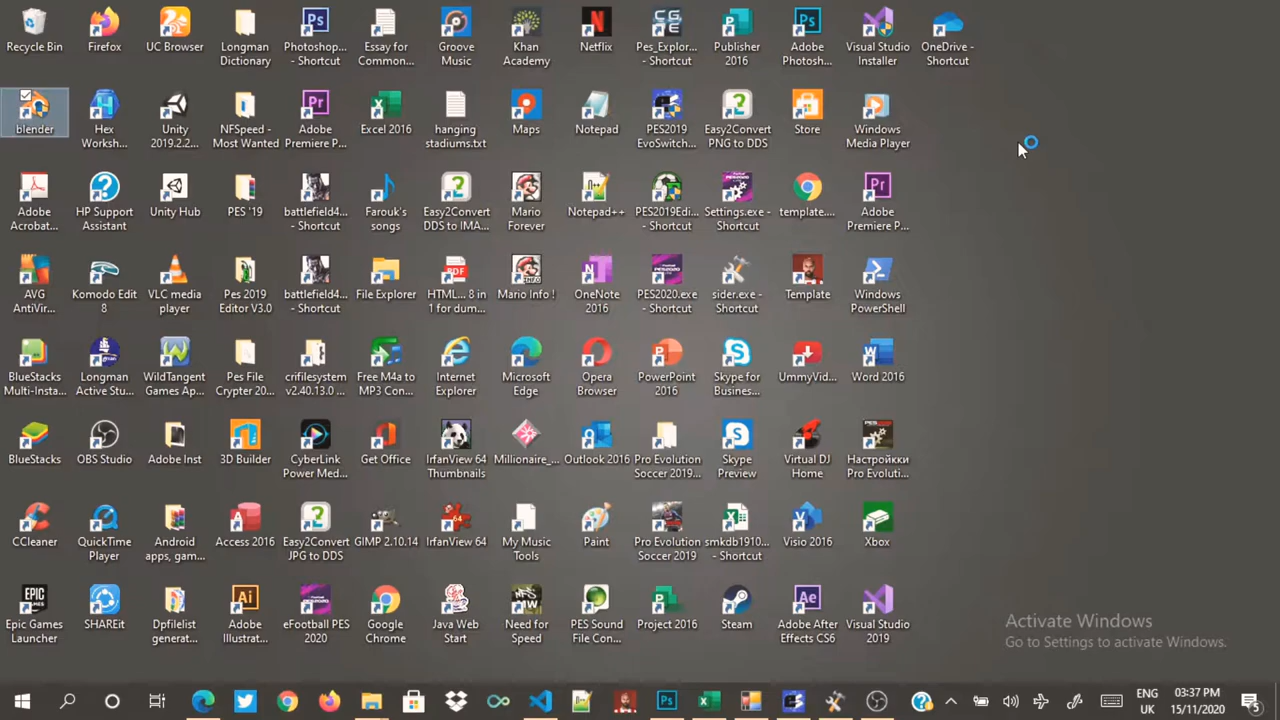 Recycle Bin
Firefox
UC Browser
Longman
Dictionary
Photoshop...
- Shortcut
Essay for
Common...
Groove
Music
Khan
Academy
Netflix
Pes_Explor...
- Shortcut
Publisher
2016
Adobe
Photosh...
Visual Studio
Installer
OneDrive -
Shortcut
blender
Hex
Worksh...
Unity
2019.2.2...
NFSpeed -
Most Wanted
Adobe
Premiere P...
Excel 2016
hanging
stadiums.txt
Maps
Notepad
PES2019
EvoSwitch...
Easy2Convert
PNG to DDS
Store
Windows
Media Player
Adobe
Acrobat...
HP Support
Assistant
Unity Hub
PES '19
battlefield4...
- Shortcut
Farouk's
songs
Easy2Convert
DDS to IMA...
Mario
Forever
Notepad++
PES2019Edi...
- Shortcut
Settings.exe -
Shortcut
template....
Adobe
Premiere P...
AVG
AntiVir...
Komodo Edit
8
VLC media
player
Pes 2019
Editor V3.0
battlefield4...
- Shortcut
File Explorer
HTML... 8 in
1 for dum...
Mario Info !
OneNote
2016
PES2020.exe
- Shortcut
sider.exe -
Shortcut
Template
Windows
PowerShell
BlueStacks
Multi-Insta...
Longman
Active Stu...
WildTangent
Games Ap...
Pes File
Crypter 20...
crifilesystem
v2.40.13.0 ...
Free M4a to
MP3 Con...
Internet
Explorer
Microsoft
Edge
Opera
Browser
PowerPoint
2016
Skype for
Busines...
UmmyVid...
Word 2016
BlueStacks
OBS Studio
Adobe Inst
3D Builder
CyberLink
Power Med...
Get Office
IrfanView 64
Thumbnails
Millionaire_...
Outlook 2016
Pro Evolution
Soccer 2019...
Skype
Preview
Virtual DJ
Home
Настройкки
Pro Evoluti...
CCleaner
QuickTime
Player
Android
apps, gam...
Access 2016
Easy2Convert
JPG to DDS
GIMP 2.10.14
IrfanView 64
My Music
Tools
Paint
Pro Evolution
Soccer 2019
smkdb1910...
- Shortcut
Visio 2016
Xbox
Epic Games
Launcher
SHAREit
Dpfilelist
generat...
Adobe
Illustrat...
eFootball PES
2020
Google
Chrome
Java Web
Start
Need for
Speed
PES Sound
File Con...
Project 2016
Steam
Adobe After
Effects CS6
Visual Studio
2019
Activate Windows
Go to Settings to activate Windows.
ENG
UK
03:37 PM
15/11/2020
5